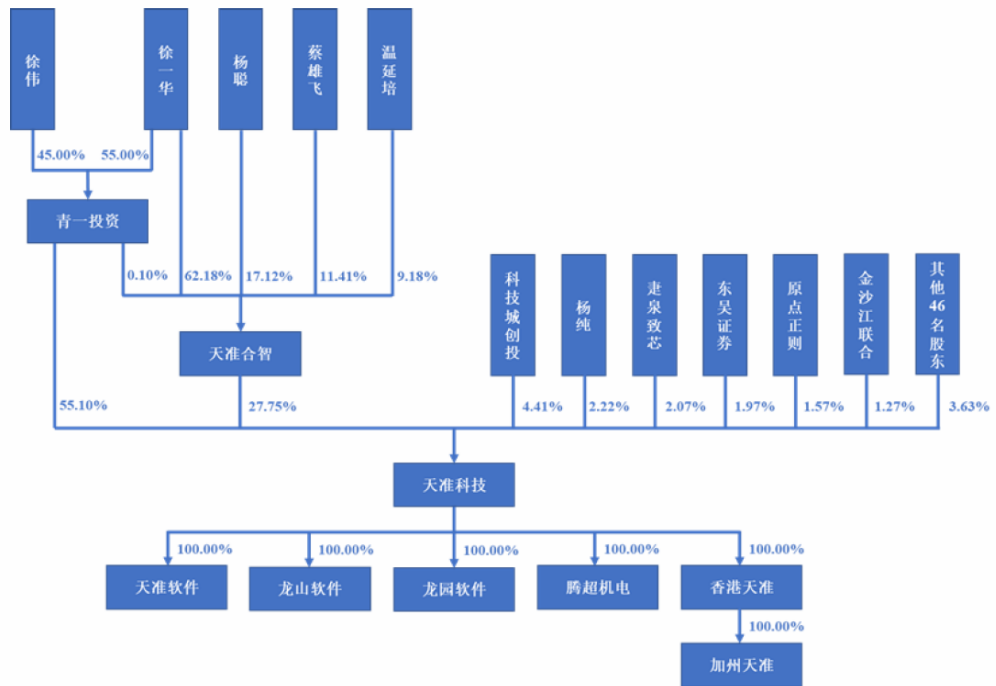 徐伟
徐一华
杨聪
蔡雄飞
温延培
45.00%
55.00%
青一投资
0.10%
62.18%
17.12%
11.41%
9.18%
科技城创投
杨纯
疌泉致芯
东吴证券
原点正则
金沙江联合
其他46名股东
天准合智
55.10%
27.75%
4.41%
2.22%
2.07%
1.97%
1.57%
1.27%
3.63%
天准科技
100.00%
100.00%
100.00%
100.00%
100.00%
天准软件
龙山软件
龙园软件
腾超机电
香港天准
100.00%
加州天准